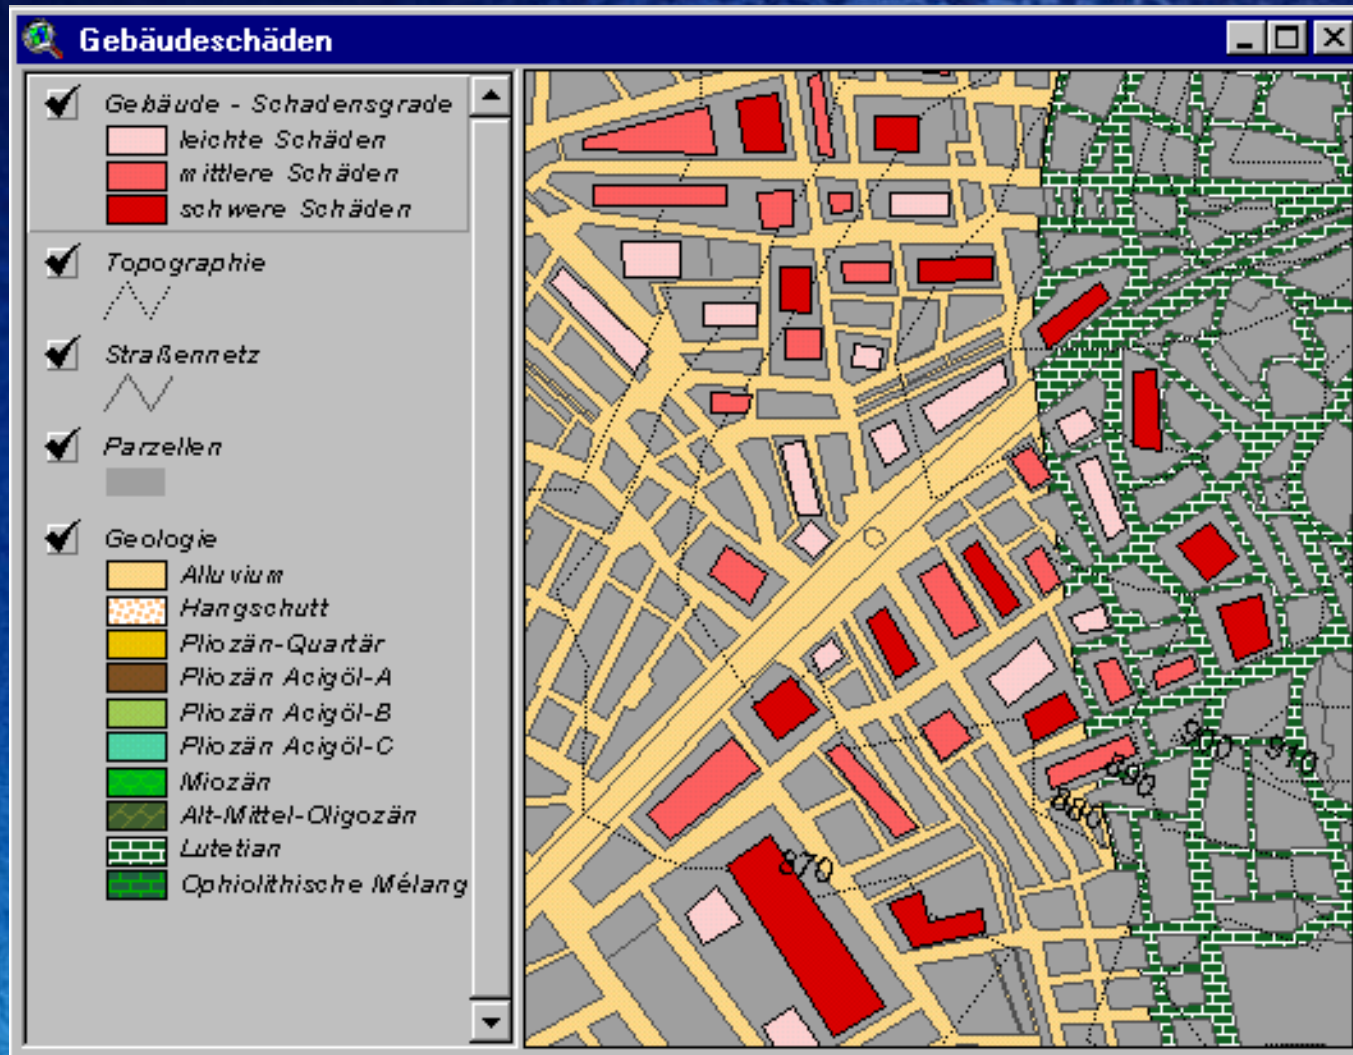 Gebäudeschäden
Gebäude - Schadensgrade
leichte Schäden
mittlere Schäden
schwere Schäden
Topographie
Straßennetz
Parzellen
Geologie
Alluvium
Hangschutt
Pliozän-Quartär
Pliozän Acigöl-A
Pliozän Acigöl-B
Pliozän Acigöl-C
Miozän
Alt-Mittel-Oligozän
Lutetian
Ophiolithische Mélang
900
910
890
880
870